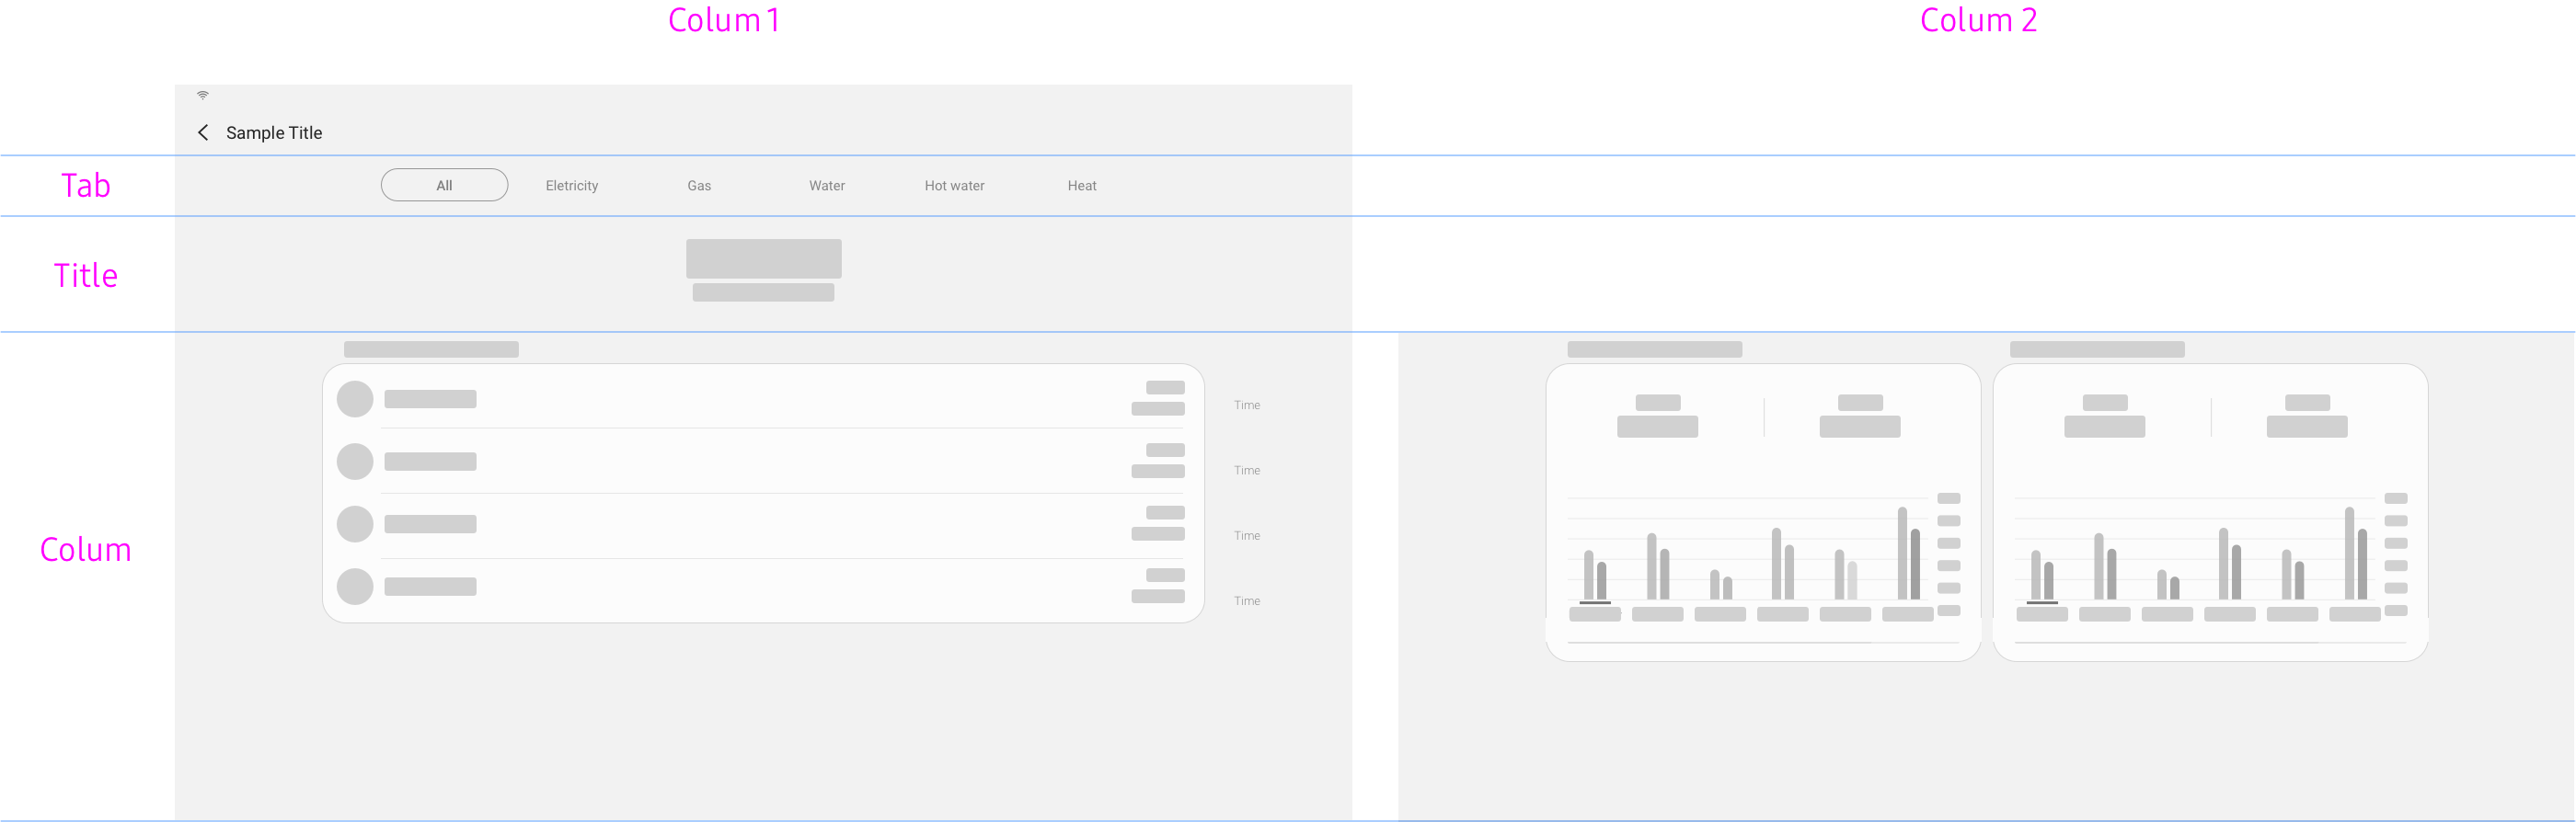 Colum 1
Colum 2
Sample Title
Tab
All
Eletricity
Gas
Water
Hot water
Heat
Title
Colum
Time
Time
Time
Time